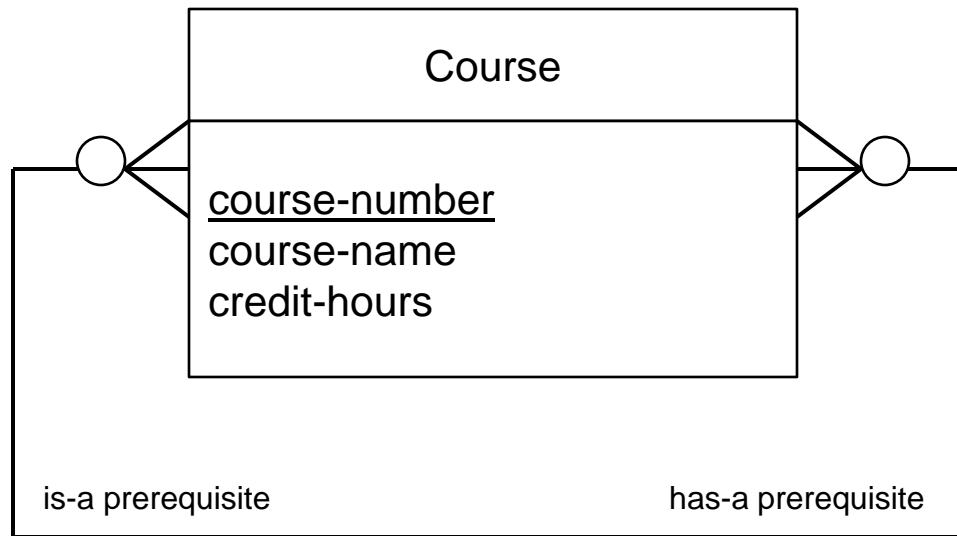 Course
course-number
course-name
credit-hours
is-a prerequisite
has-a prerequisite